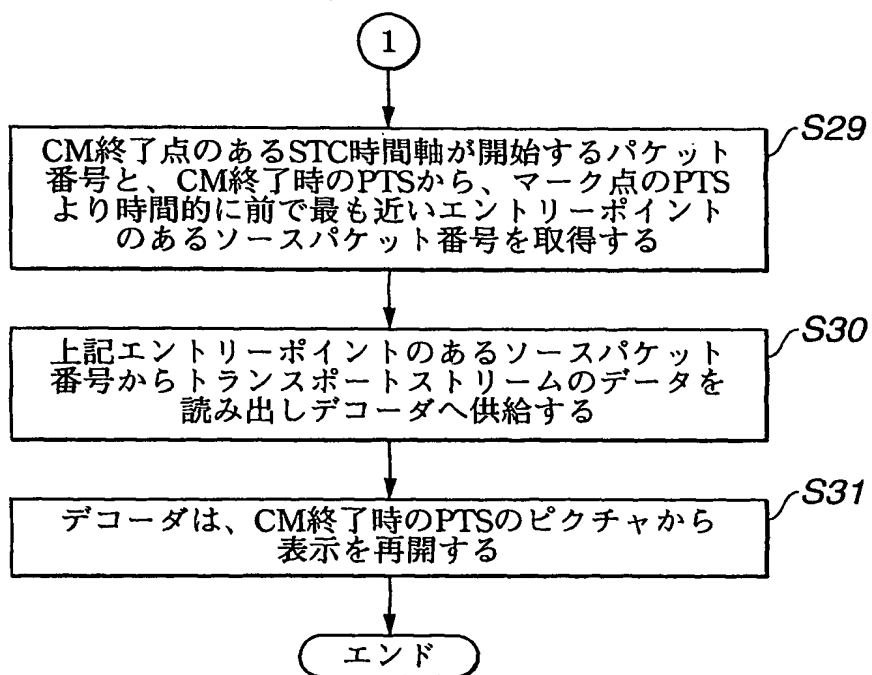 1
S29
CM終了点のあるSTC時間軸が開始するパケット
番号と、CM終了時のPTSから、マーク点のPTS
より時間的に前で最も近いエントリーポイント
のあるソースパケット番号を取得する
S30
上記エントリーポイントのあるソースパケット
番号からトランスポートストリームのデータを
読み出しデコーダへ供給する
S31
デコーダは、CM終了時のPTSのピクチャから
表示を再開する
エンド